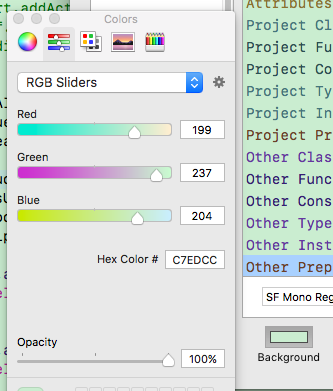 rt.addAct
Colors
RGB Sliders
Red
199
Green
237
Blue
204
Hex Color #
C7EDCC
Opacity
100%
Attributes
Project Cl
Project Fu
Project Co
Project Ty
Project In
Project Pr
Other Clas
Other Func
Other Cons
Other Type
Other Inst
Other Prep
SF Mono Reg
Background